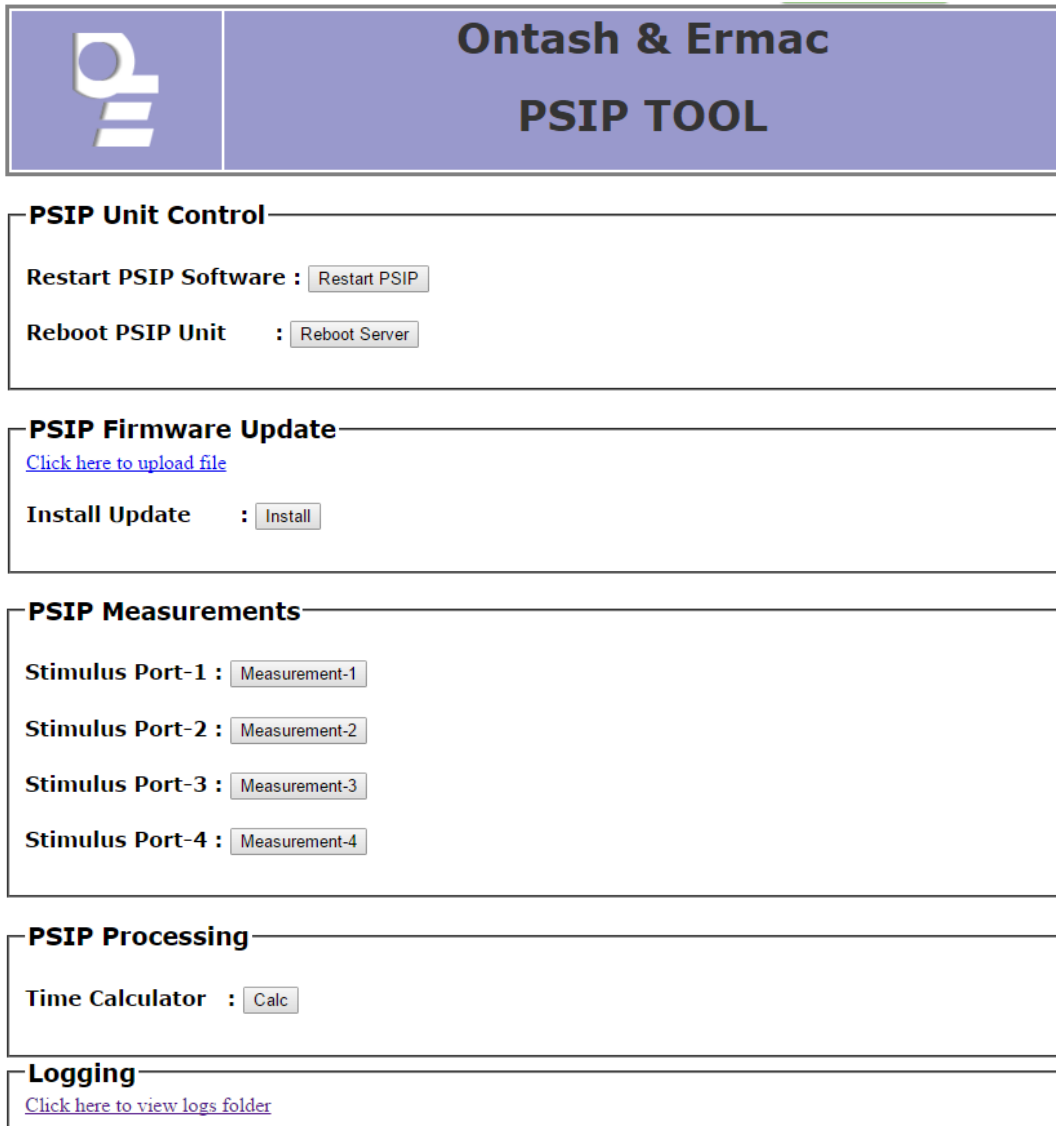 Ontash & Ermac
PSIP TOOL
PSIP Unit Control
Restart PSIP Software : Restart PSIP
Reboot PSIP Unit : Reboot Server
PSIP Firmware Update
Click here to upload file
Install Update : Install
PSIP Measurements
Stimulus Port-1 : Measurement-1
Stimulus Port-2 : Measurement-2
Stimulus Port-3 : Measurement-3
Stimulus Port-4 : Measurement-4
PSIP Processing
Time Calculator : Calc
Logging
Click here to view logs folder